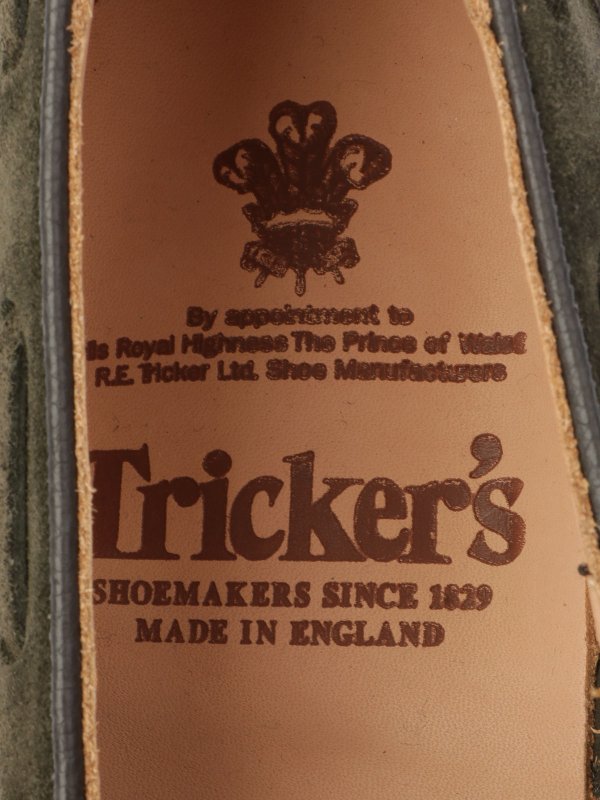 By appointment to
His Royal Highness The Prince of Wales
R.E. Tricker Ltd. Shoe Manufacturers
Tricker's
SHOEMAKERS SINCE 1829
MADE IN ENGLAND